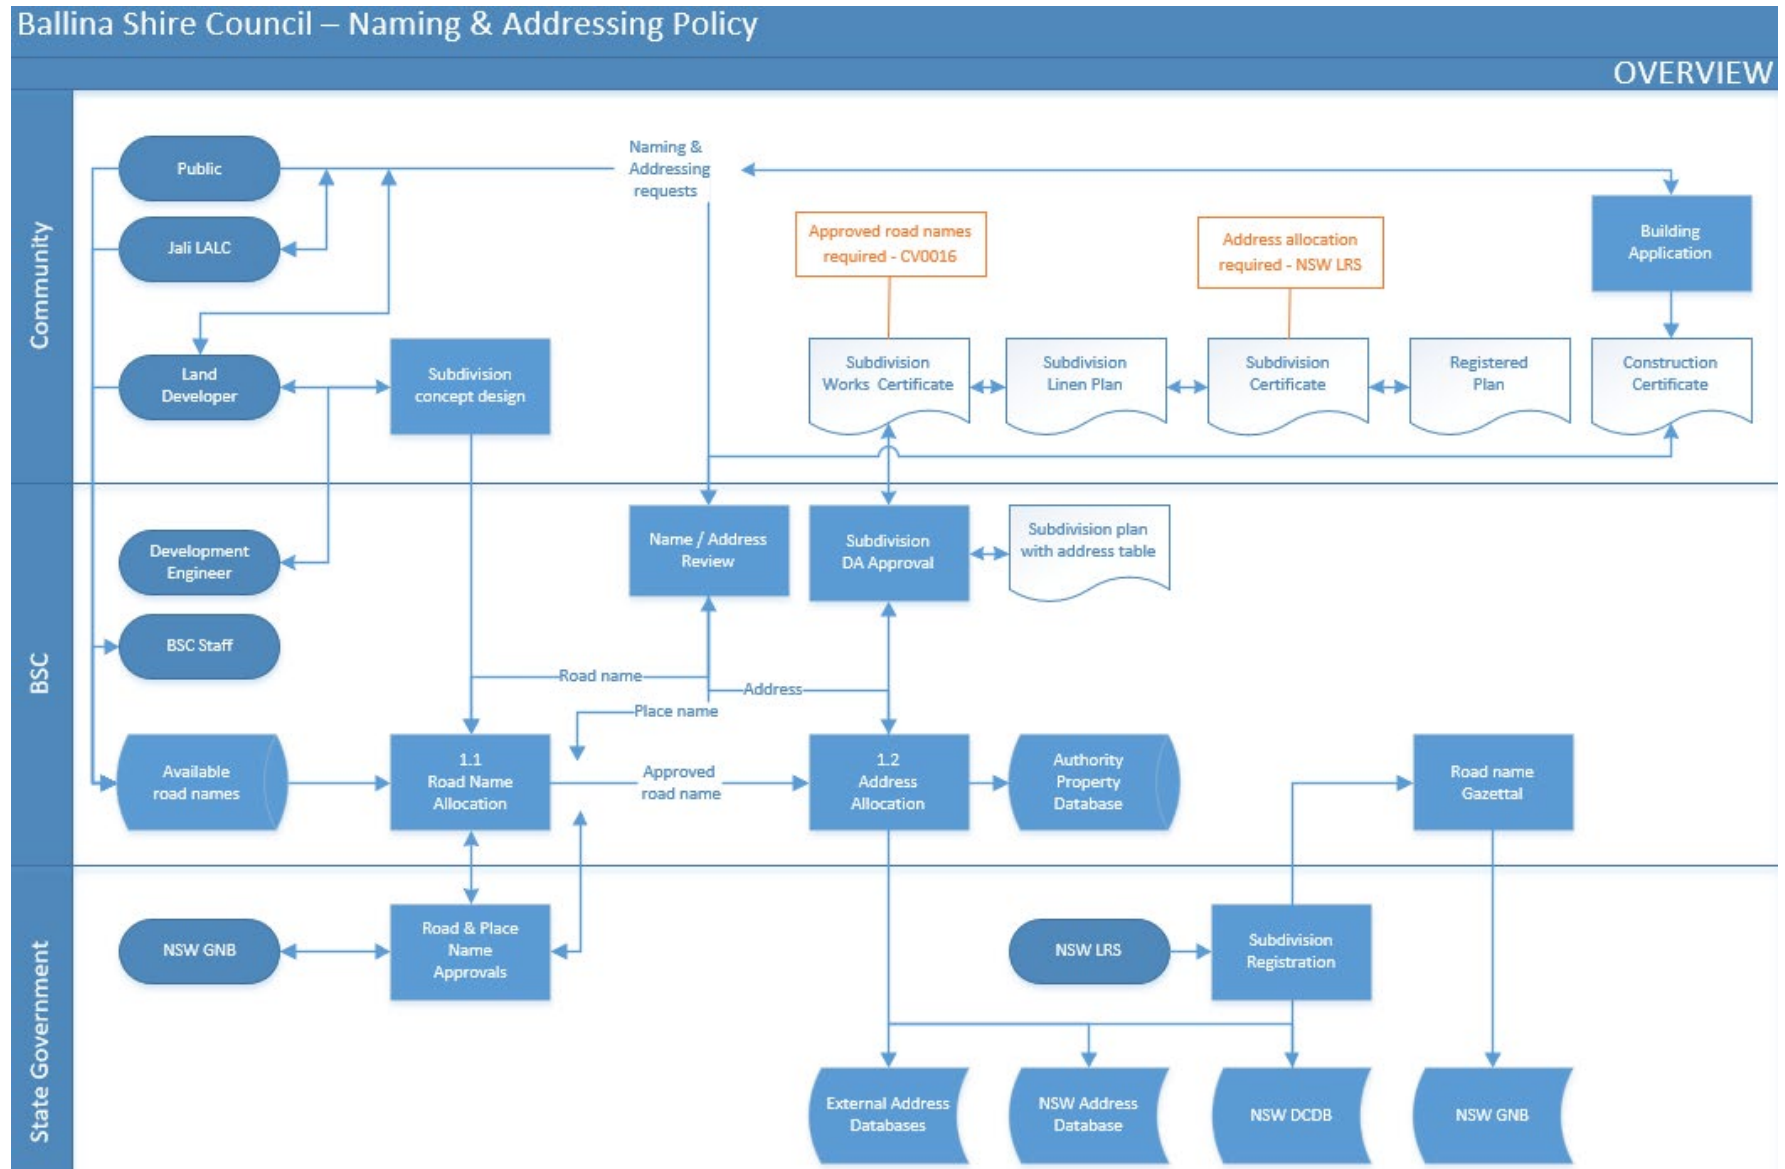 Ballina Shire Council – Naming & Addressing Policy
OVERVIEW
Community
Public
Naming &
Addressing
requests
Jali LALC
Approved road names
required - CV0016
Address allocation
required - NSW LRS
Building
Application
Land
Developer
Subdivision
concept design
Subdivision
Works Certificate
Subdivision
Linen Plan
Subdivision
Certificate
Registered
Plan
Construction
Certificate
BSC
Development
Engineer
Name / Address
Review
Subdivision
DA Approval
Subdivision plan
with address table
BSC Staff
Road name
Address
Place name
Available
road names
1.1
Road Name
Allocation
Approved
road name
1.2
Address
Allocation
Authority
Property
Database
Road name
Gazettal
State Government
NSW GNB
Road & Place
Name
Approvals
NSW LRS
Subdivision
Registration
External Address
Databases
NSW Address
Database
NSW DCDB
NSW GNB